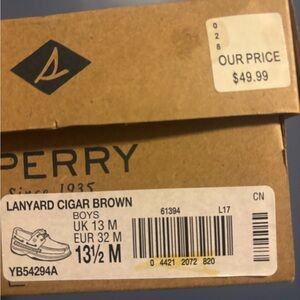 0
2
8
OUR PRICE
$49.99
PERRY
Since 1935
LANYARD CIGAR BROWN
CN
BOYS
61394
L17
UK 13 M
EUR 32 M
13½ M
YB54294A
0 4421 2072 820